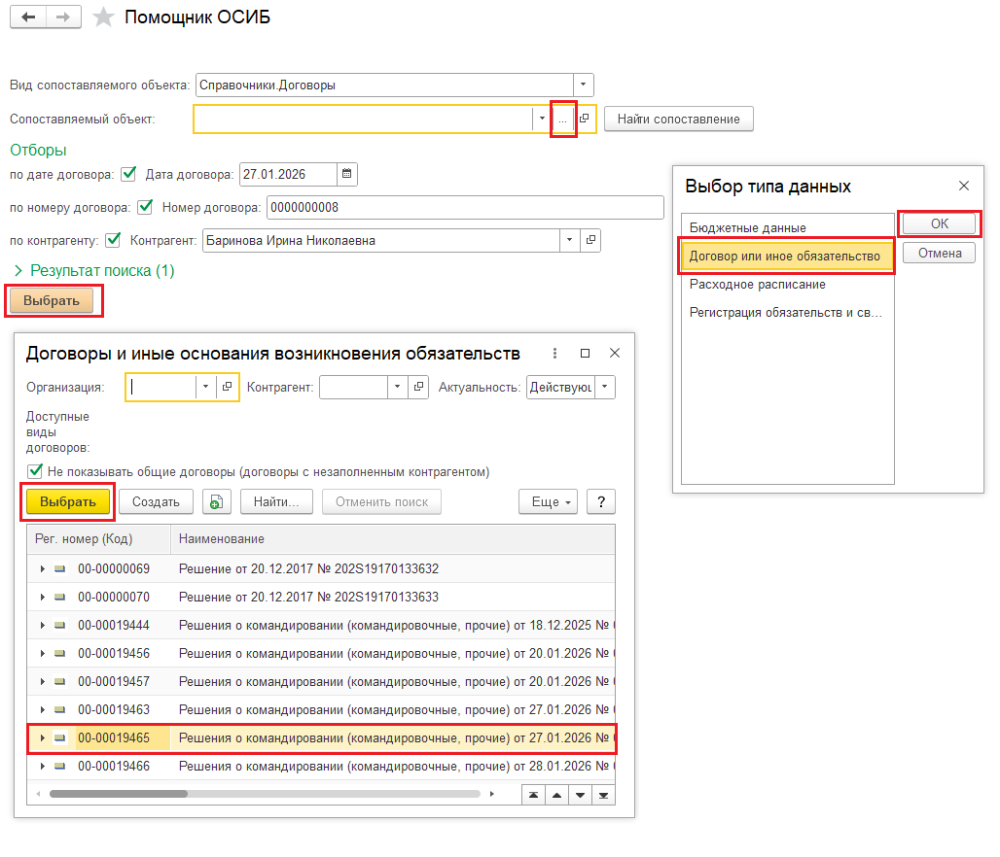 Помощник ОСИБ
Вид сопоставляемого объекта: Справочники.Договоры
Сопоставляемый объект: ... Найти сопоставление
Отборы
по дате договора: Дата договора: 27.01.2026
по номеру договора: Номер договора: 0000000008
по контрагенту: Контрагент: Баринова Ирина Николаевна
Результат поиска (1)
Выбрать
Выбор типа данных
Бюджетные данные
Договор или иное обязательство
Расходное расписание
Регистрация обязательств и св...
ОК
Отмена
Договоры и иные основания возникновения обязательств
Организация: Контрагент: Актуальность: Действующ
Доступные
виды
договоров:
Не показывать общие договоры (договоры с незаполненным контрагентом)
Выбрать Создать Найти... Отменить поиск Еще ?
Рег. номер (Код) Наименование
00-00000069 Решение от 20.12.2017 № 202S19170133632
00-00000070 Решение от 20.12.2017 № 202S19170133633
00-00019444 Решения о командировании (командировочные, прочие) от 18.12.2025 №
00-00019456 Решения о командировании (командировочные, прочие) от 20.01.2026 №
00-00019457 Решения о командировании (командировочные, прочие) от 20.01.2026 №
00-00019463 Решения о командировании (командировочные, прочие) от 27.01.2026 №
00-00019465 Решения о командировании (командировочные, прочие) от 27.01.2026 №
00-00019466 Решения о командировании (командировочные, прочие) от 28.01.2026 №